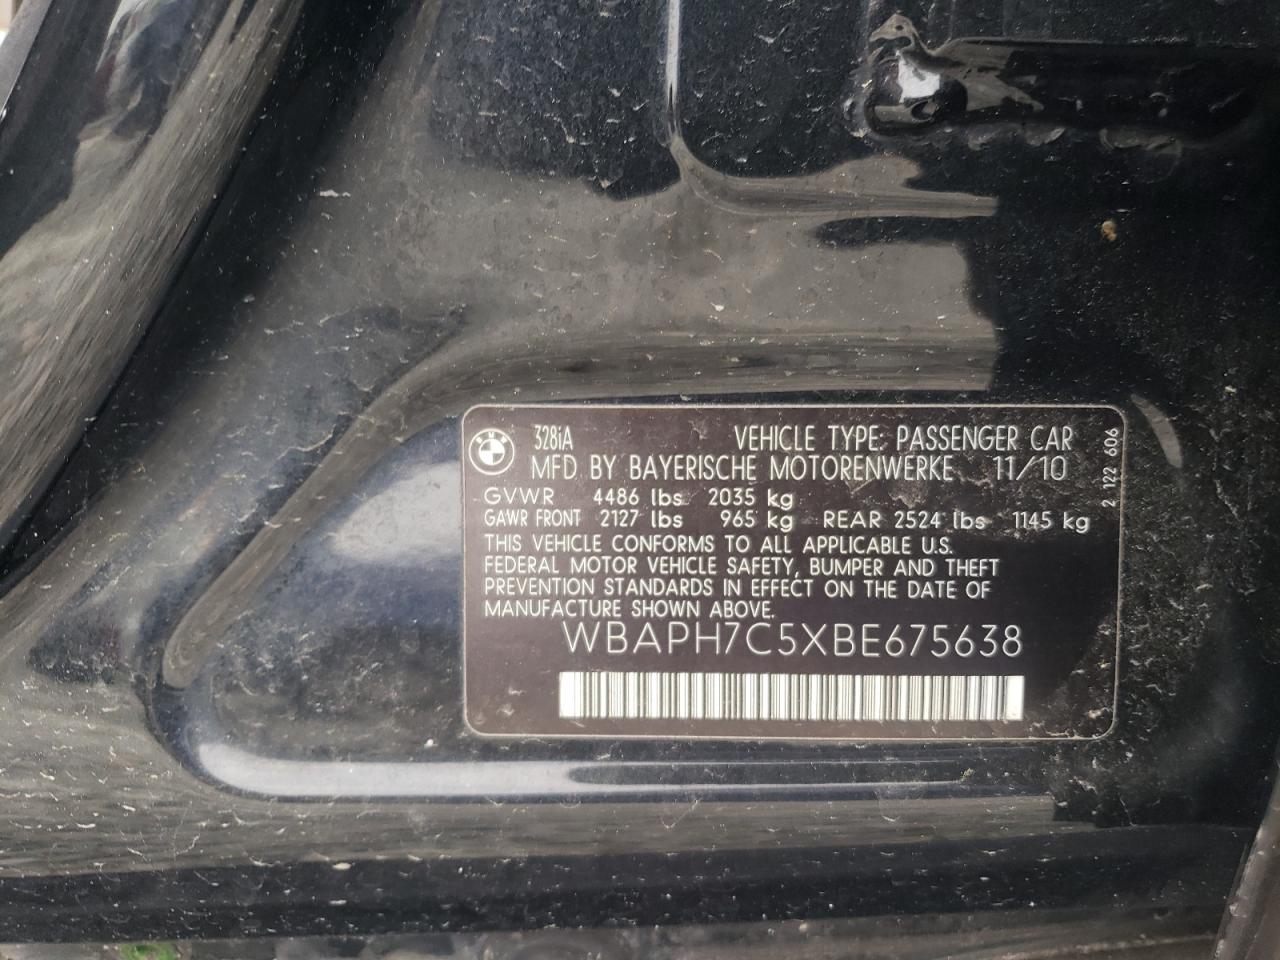 BMW
328iA VEHICLE TYPE: PASSENGER CAR
MFD BY BAYERISCHE MOTORENWERKE 11/10
GVWR 4486 lbs 2035 kg
GAWR FRONT 2127 lbs 965 kg REAR 2524 lbs 1145 kg
THIS VEHICLE CONFORMS TO ALL APPLICABLE U.S.
FEDERAL MOTOR VEHICLE SAFETY, BUMPER AND THEFT
PREVENTION STANDARDS IN EFFECT ON THE DATE OF
MANUFACTURE SHOWN ABOVE.
WBAPH7C5XBE675638
2 122 606